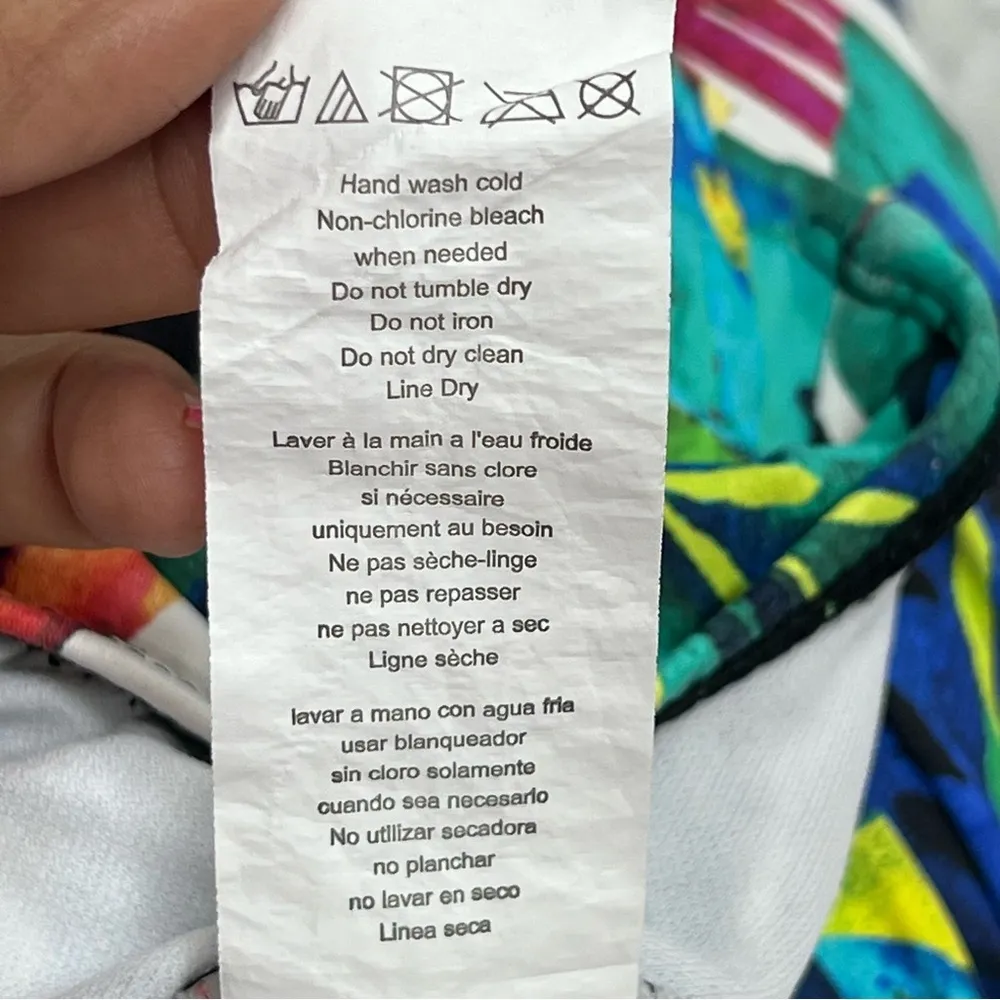 Hand wash cold
Non-chlorine bleach
when needed
Do not tumble dry
Do not iron
Do not dry clean
Line Dry
Laver à la main a l'eau froide
Blanchir sans clore
si nécessaire
uniquement au besoin
Ne pas sèche-linge
ne pas repasser
ne pas nettoyer a sec
Ligne sèche
lavar a mano con agua fria
usar blanqueador
sin cloro solamente
cuando sea necesario
No utilizar secadora
no planchar
no lavar en seco
Linea seca